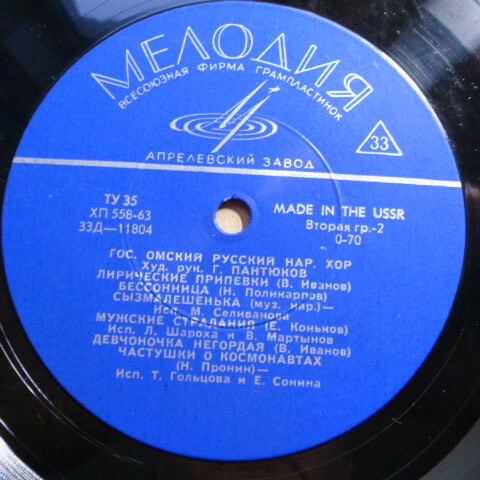 МЕЛОДИЯ
ВСЕСОЮЗНАЯ ФИРМА ГРАМПЛАСТИНОК
33
АПРЕЛЕВСКИЙ ЗАВОД
ТУ 35
ХП 558-63
33Д—11804
MADE IN THE USSR
Вторая гр.-2
0-70
ГОС. ОМСКИЙ РУССКИЙ НАР. ХОР
Худ. рук. Г. ПАНТЮКОВ
ЛИРИЧЕСКИЕ ПРИПЕВКИ (В. Иванов)
БЕССОННИЦА (Н. Поликарпов)
СЫЗМАЛЕШЕНЬКА (муз. нар.)—
Исп. М. Селиванова
МУЖСКИЕ СТРАДАНИЯ (Е. Коньков)
Исп. Л. Шароха и В. Мартынов
ДЕВЧОНОЧКА НЕГОРДАЯ (В. Иванов)
ЧАСТУШКИ О КОСМОНАВТАХ
(Н. Пронин)—
Исп. Т. Гольцова и Е. Сонина